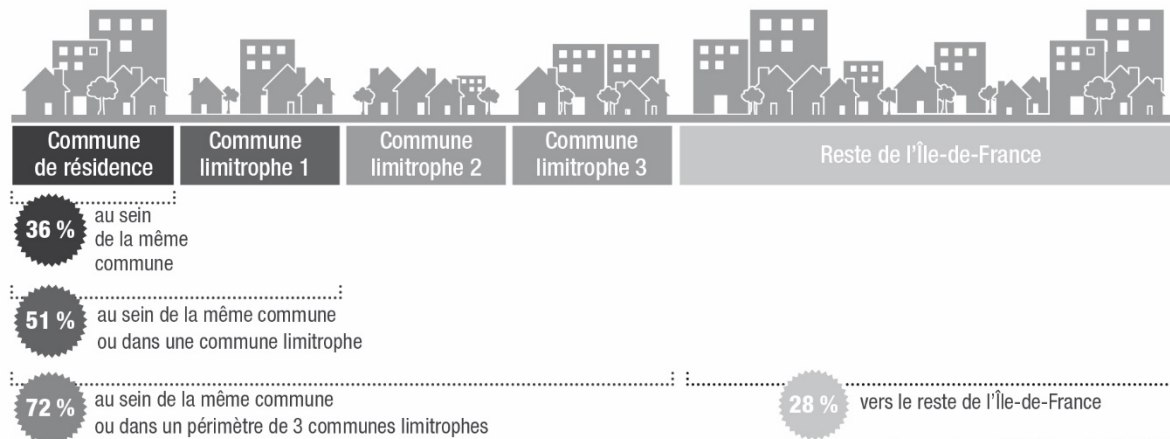 Commune
de résidence
Commune
limitrophe 1
Commune
limitrophe 2
Commune
limitrophe 3
Reste de l’Île-de-France
36 %
au sein
de la même
commune
51 %
au sein de la même commune
ou dans une commune limitrophe
72 %
au sein de la même commune
ou dans un périmètre de 3 communes limitrophes
28 %
vers le reste de l’Île-de-France